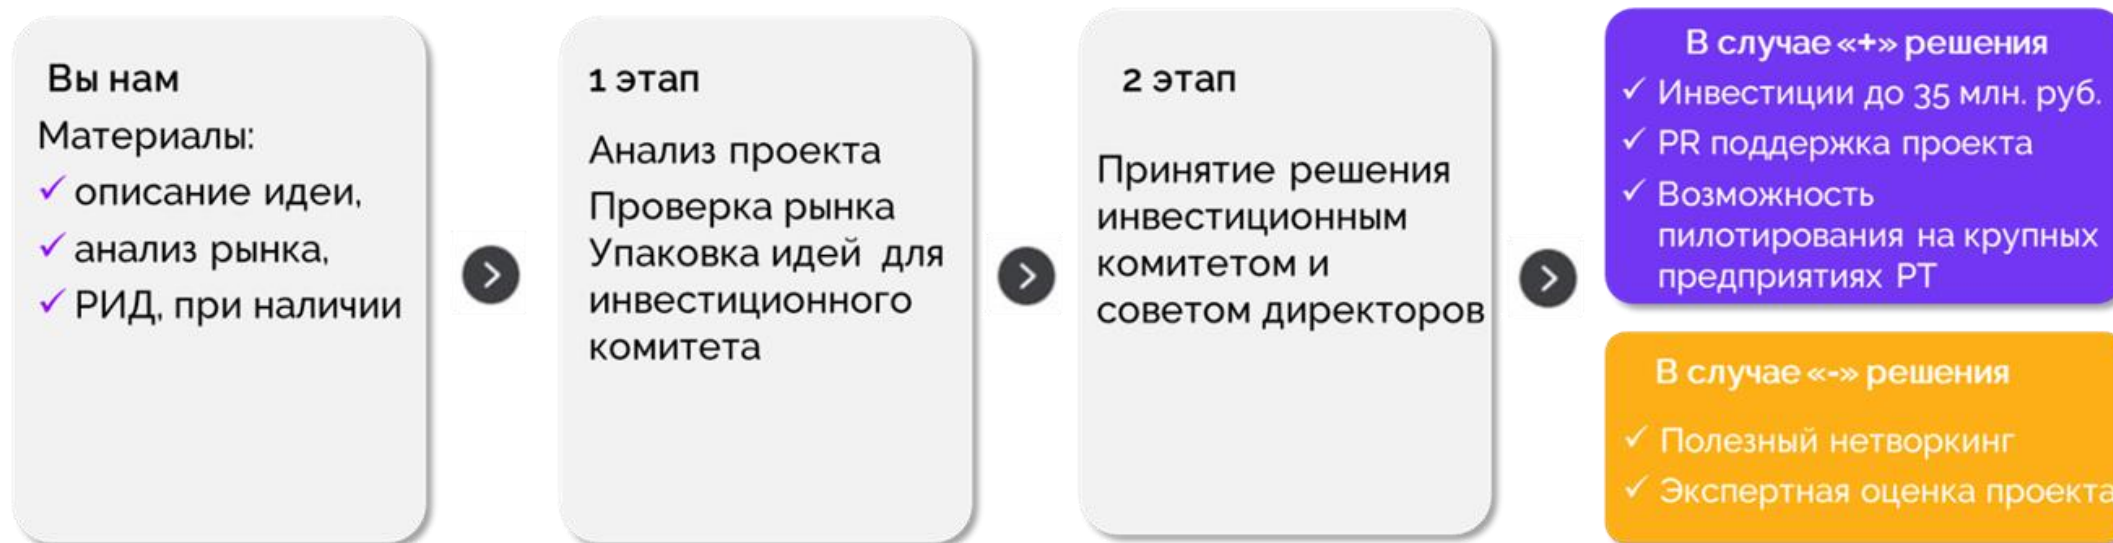 Вы нам
Материалы:
✓ описание идеи,
✓ анализ рынка,
✓ РИД, при наличии
1 этап
Анализ проекта
Проверка рынка
Упаковка идей для
инвестиционного
комитета
2 этап
Принятие решения
инвестиционным
комитетом и
советом директоров
В случае «+» решения
✓ Инвестиции до 35 млн. руб.
✓ PR поддержка проекта
✓ Возможность
пилотирования на крупных
предприятиях РТ
В случае «-» решения
✓ Полезный нетворкинг
✓ Экспертная оценка проекта